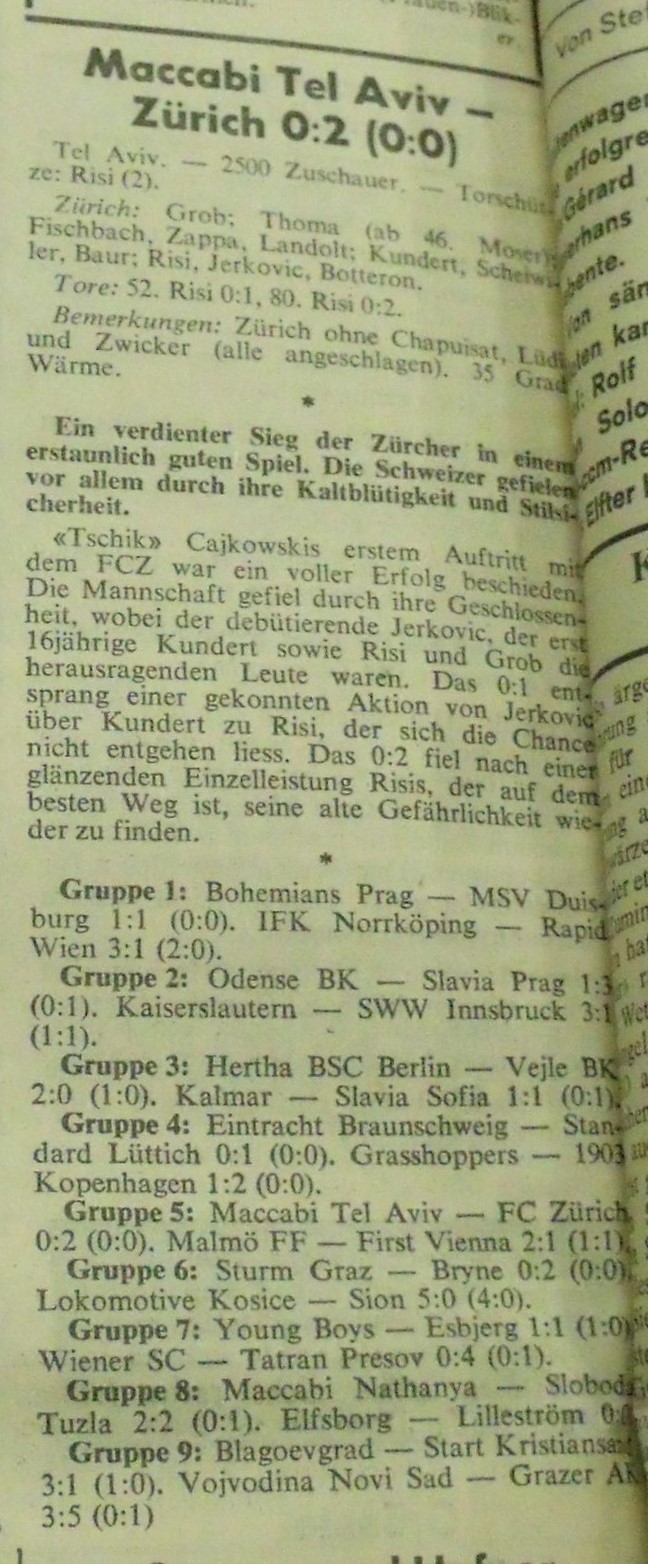 Maccabi Tel Aviv –
Zürich 0:2 (0:0)
Tel Aviv. — 2500 Zuschauer. — Torschüt-
ze: Risi (2).
Zürich: Grob; Thoma (ab 46. Moser),
Fischbach, Zappa, Landolt; Kundert, Scherwi-
ler, Baur; Risi, Jerkovic, Botteron.
Tore: 52. Risi 0:1, 80. Risi 0:2.
Bemerkungen: Zürich ohne Chapuisat, Lüdi
und Zwicker (alle angeschlagen). 35 Grad
Wärme.
*
Ein verdienter Sieg der Zürcher in einem
erstaunlich guten Spiel. Die Schweizer gefielen
vor allem durch ihre Kaltblütigkeit und Stilsi-
cherheit.
«Tschik» Cajkowskis erstem Auftritt mit
dem FCZ war ein voller Erfolg beschieden.
Die Mannschaft gefiel durch ihre Geschlossen-
heit, wobei der debütierende Jerkovic, der erst
16jährige Kundert sowie Risi und Grob die
herausragenden Leute waren. Das 0:1 ent-
sprang einer gekonnten Aktion von Jerkovic
über Kundert zu Risi, der sich die Chance
nicht entgehen liess. Das 0:2 fiel nach einer
glänzenden Einzelleistung Risis, der auf dem
besten Weg ist, seine alte Gefährlichkeit wie-
der zu finden.
*
Gruppe 1: Bohemians Prag — MSV Duis-
burg 1:1 (0:0). IFK Norrköping — Rapid
Wien 3:1 (2:0).
Gruppe 2: Odense BK — Slavia Prag 1:3
(0:1). Kaiserslautern — SWW Innsbruck 3:1
(1:1).
Gruppe 3: Hertha BSC Berlin — Vejle BK
2:0 (1:0). Kalmar — Slavia Sofia 1:1 (0:1).
Gruppe 4: Eintracht Braunschweig — Stan-
dard Lüttich 0:1 (0:0). Grasshoppers — 1903
Kopenhagen 1:2 (0:0).
Gruppe 5: Maccabi Tel Aviv — FC Zürich
0:2 (0:0). Malmö FF — First Vienna 2:1 (1:1).
Gruppe 6: Sturm Graz — Bryne 0:2 (0:0).
Lokomotive Kosice — Sion 5:0 (4:0).
Gruppe 7: Young Boys — Esbjerg 1:1 (1:0)
Wiener SC — Tatran Presov 0:4 (0:1).
Gruppe 8: Maccabi Nathanya — Sloboda
Tuzla 2:2 (0:1). Elfsborg — Lilleström
Gruppe 9: Blagoevgrad — Start Kristiansand
3:1 (1:0). Vojvodina Novi Sad — Grazer AK
3:5 (0:1)
von
erfolgre
Gérard
Rolf
für